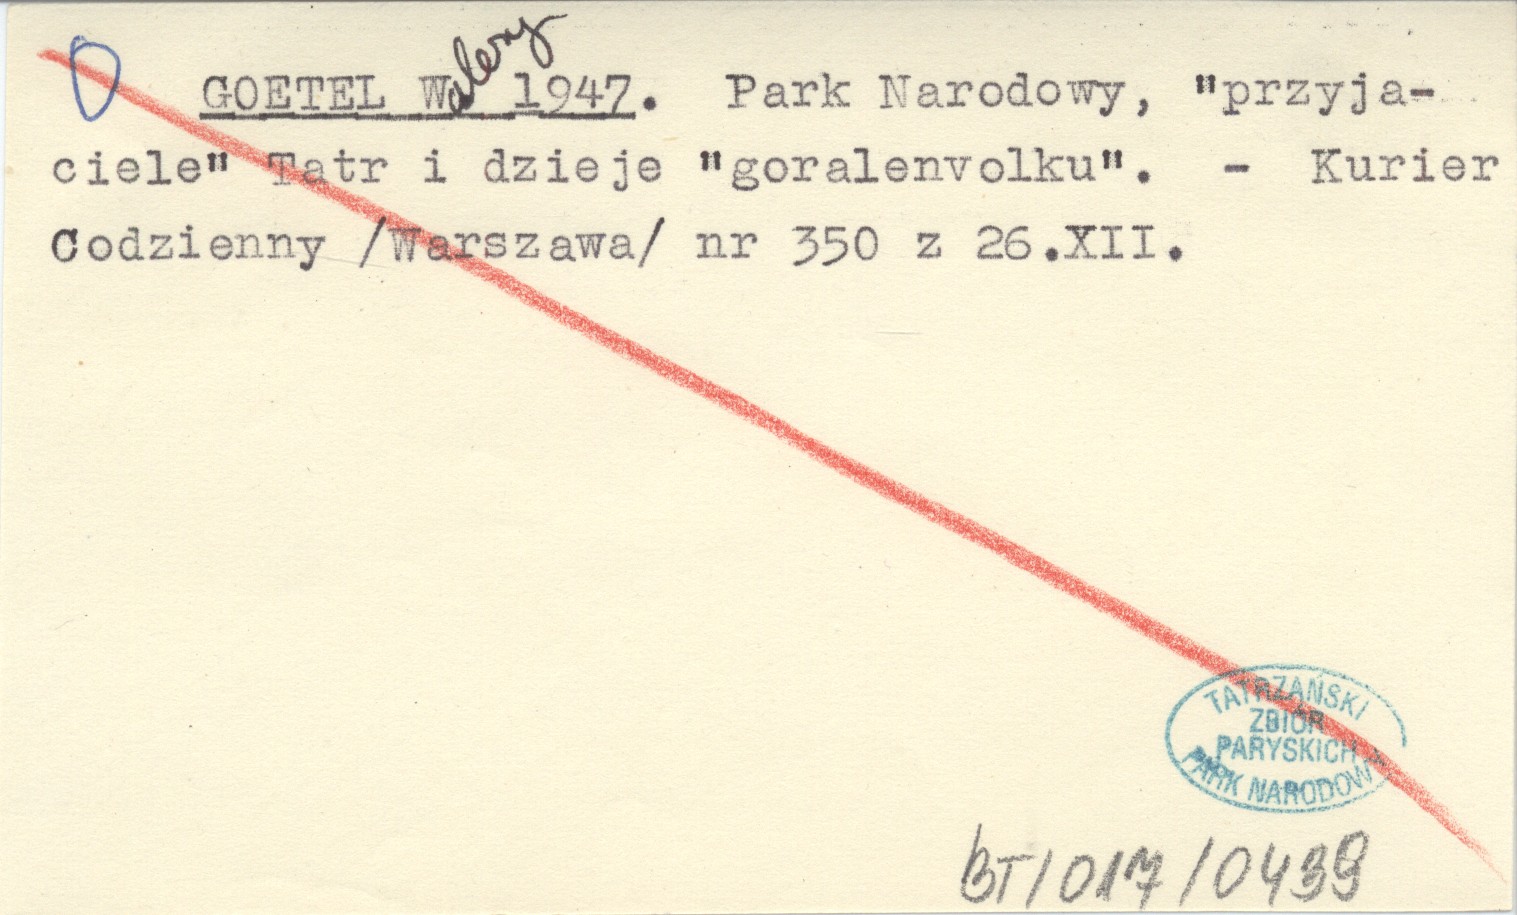 GOETEL Walery 1947. Park Narodowy, "przyja-
ciele" Tatr i dzieje "goralenvolku". - Kurier
Codzienny /Warszawa/ nr 350 z 26.XII.
TATRZAŃSKI
ZBIÓR
PARYSKICH
PARK NARODOWY
BT/017/0439